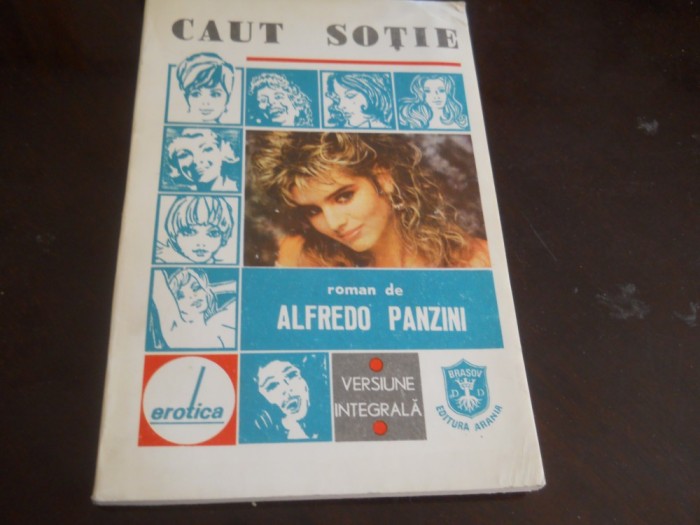 CAUT SOȚIE
roman de
ALFREDO PANZINI
erotica
VERSIUNE
INTEGRALĂ
BRAȘOV
D D
EDITURA ARANIA